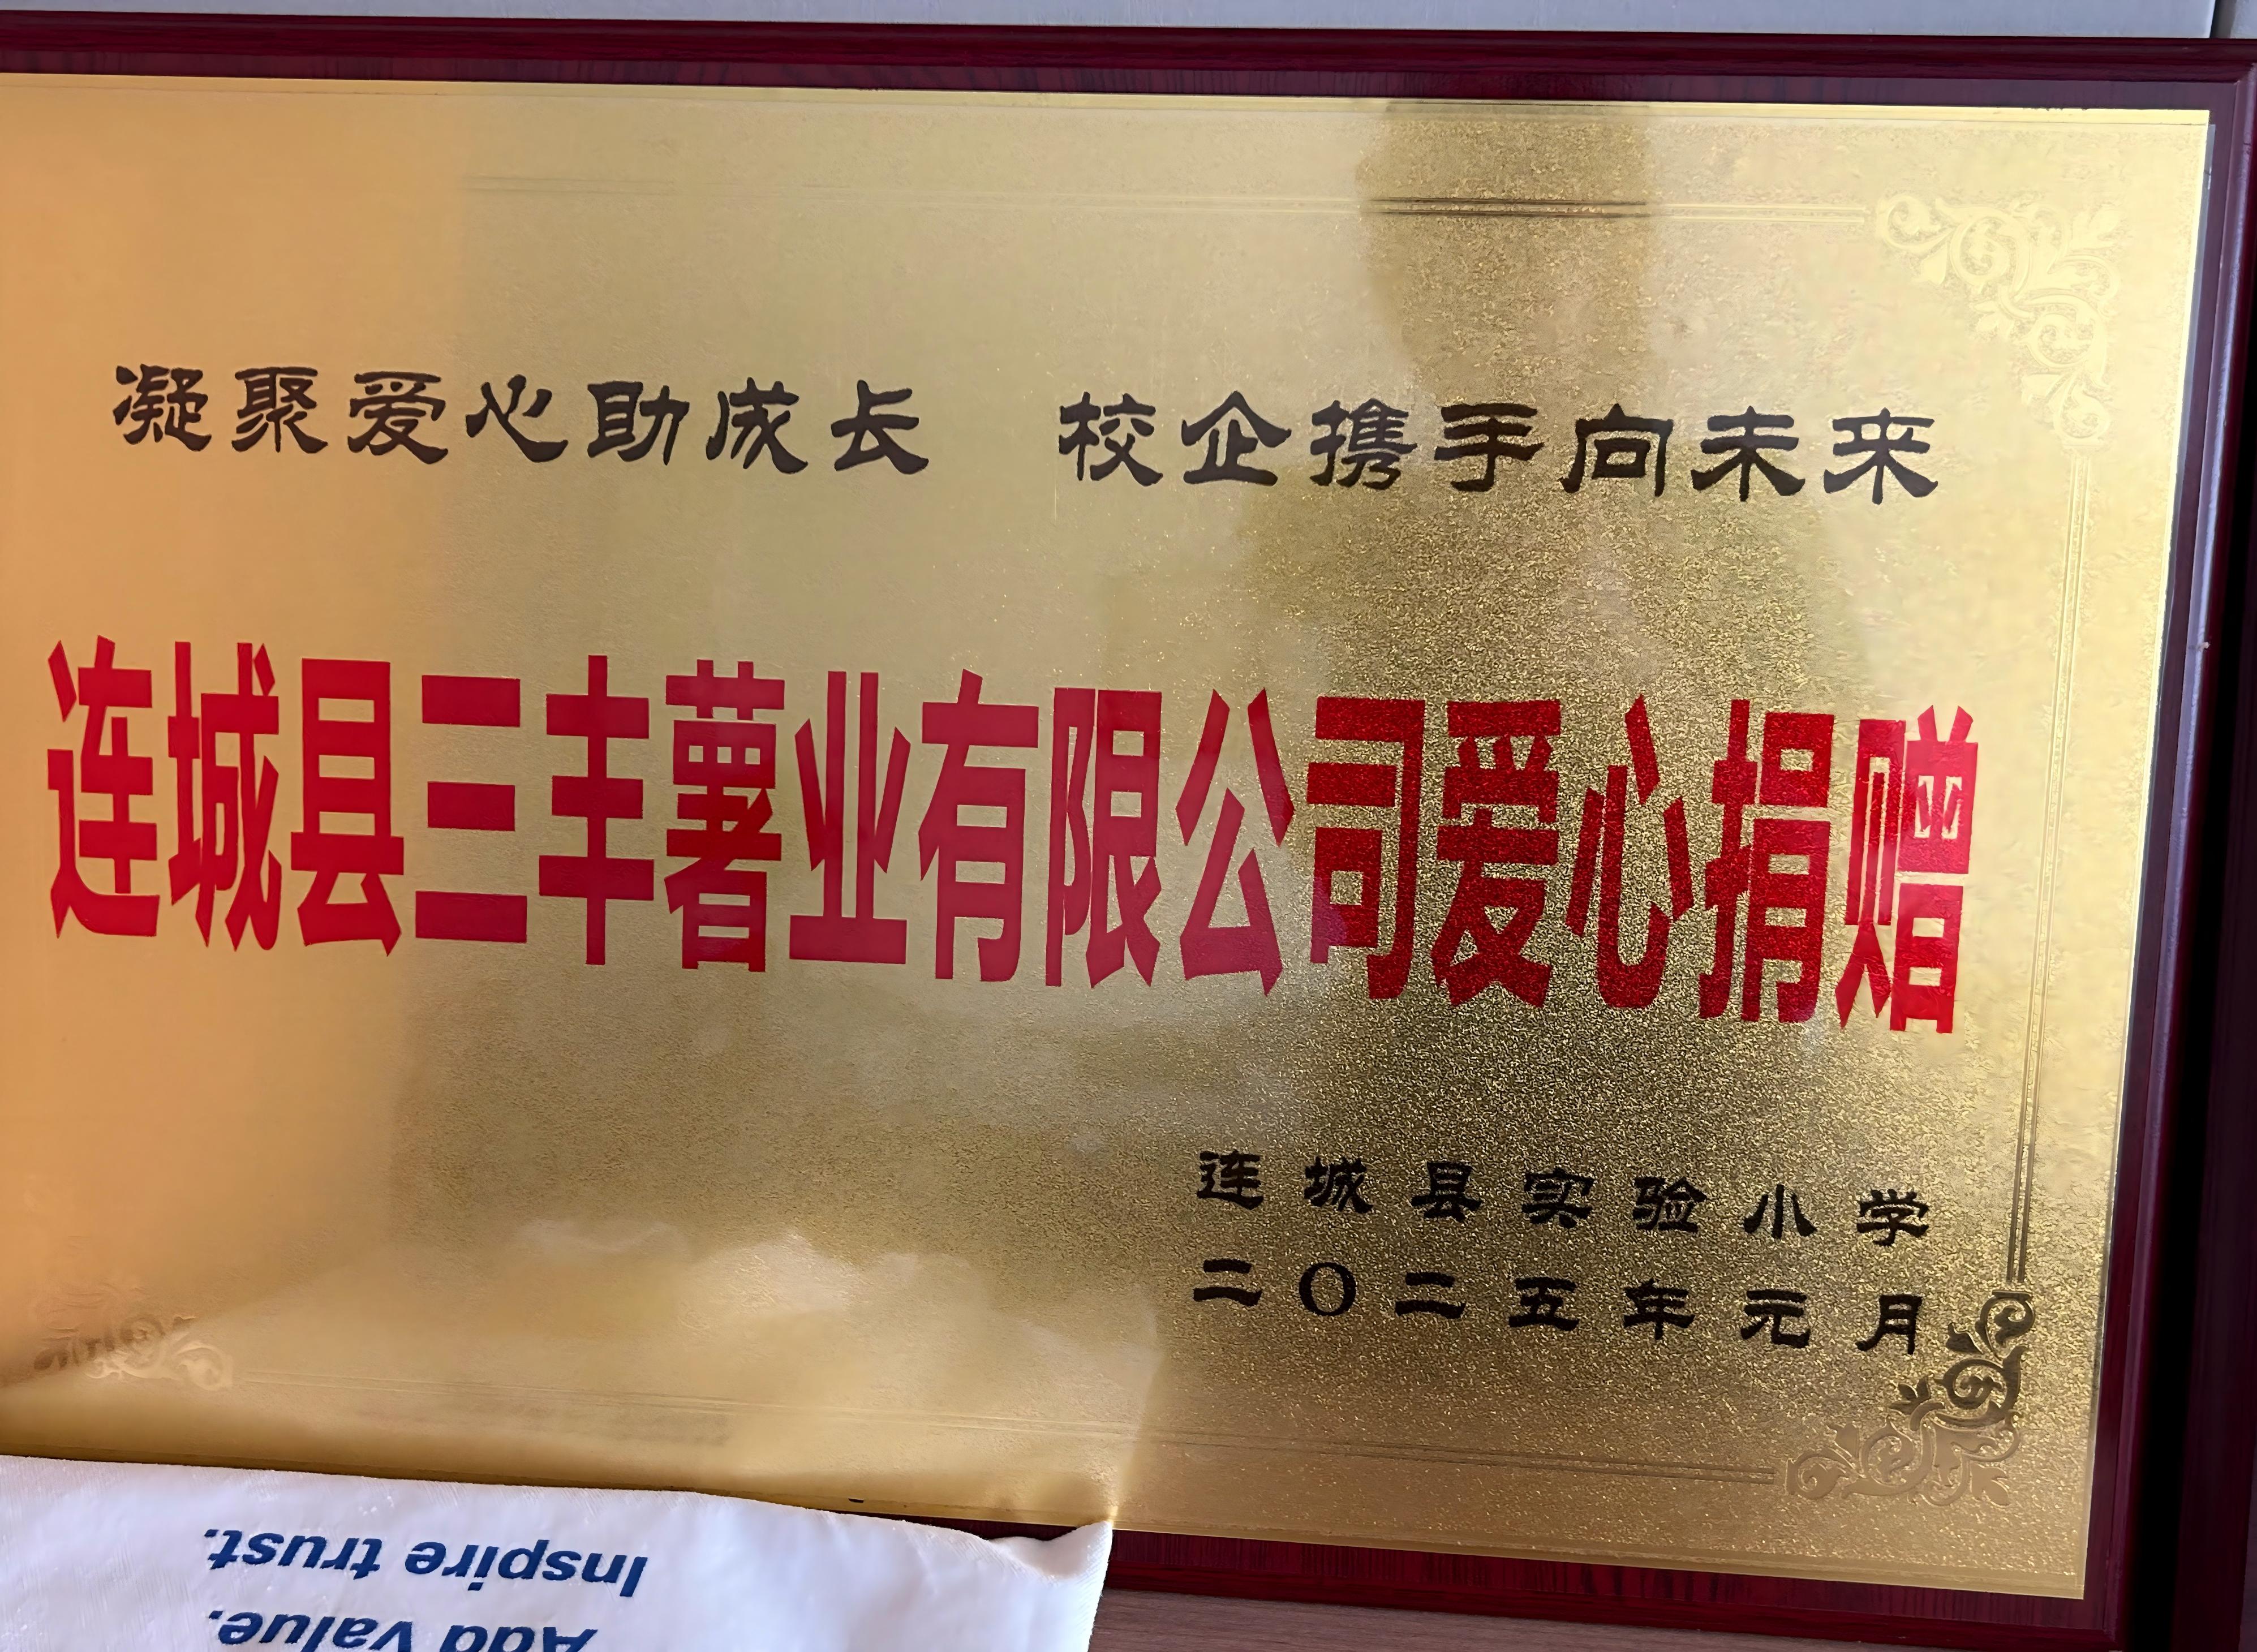 凝聚爱心助成长 校企携手向未来
连城县三丰薯业有限公司爱心捐赠
连城县实验小学
二〇二五年元月
Add value.
Inspire trust.